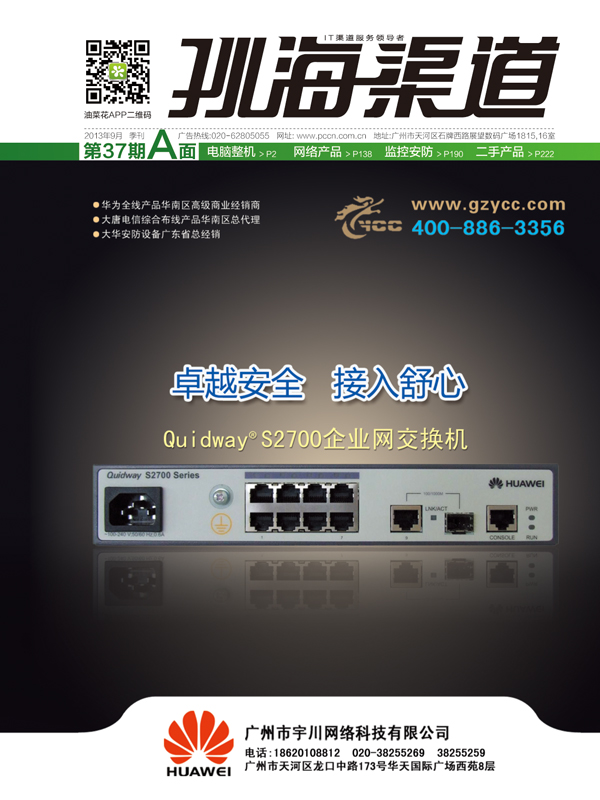 IT渠道服务领导者
孙海渠道
油菜花APP二维码
2013年9月 季刊 广告热线:020-62805055 网址: www.pccn.com.cn 地址:广州市天河区石牌西路展望数码广场1815,16室
第37期A面 电脑整机 > P2 网络产品 > P138 监控安防 > P190 二手产品 > P222
●华为全线产品华南区高级商业经销商
●大唐电信综合布线产品华南区总代理
●大华安防设备广东省总经销
YCC
www.gzycc.com
400-886-3356
卓越安全 接入舒心
Quidway® S2700企业网交换机
Quidway S2700 Series
HUAWEI
LNK/ACT
PWR
CONSOLE
RUN
HUAWEI
广州市宇川网络科技有限公司
电话:18620108812 020-38255269 38255259
广州市天河区龙口中路173号华天国际广场西苑8层